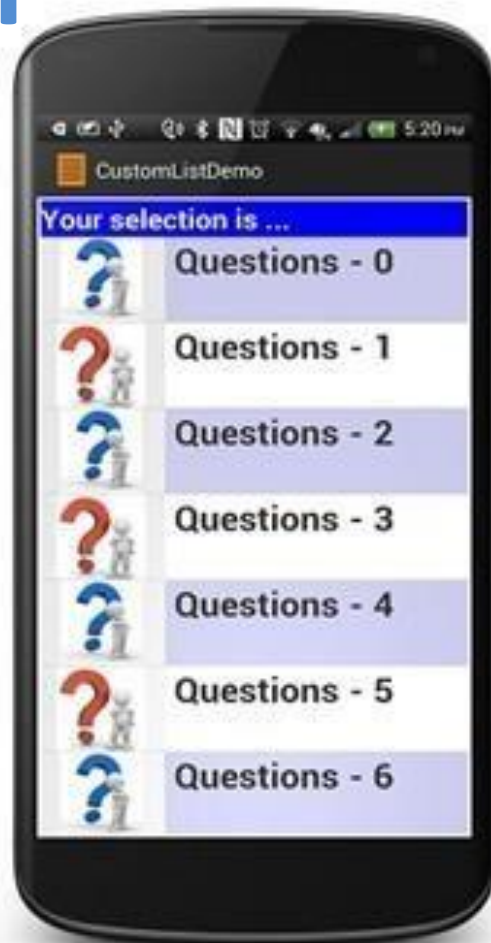 5:20 PM
CustomListDemo
Your selection is ...
Questions - 0
Questions - 1
Questions - 2
Questions - 3
Questions - 4
Questions - 5
Questions - 6